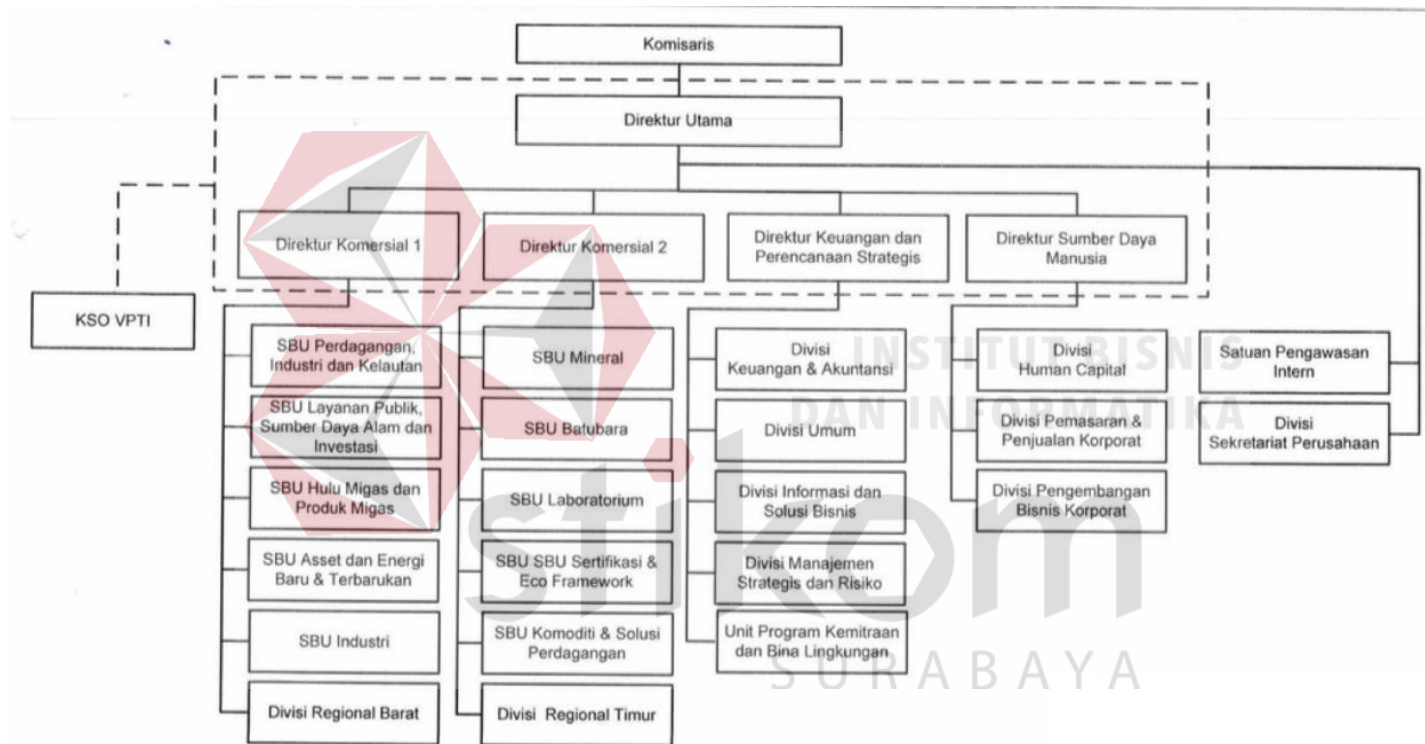 Komisaris
Direktur Utama
Direktur Komersial 1
Direktur Komersial 2
Direktur Keuangan dan
Perencanaan Strategis
Direktur Sumber Daya
Manusia
KSO VPTI
SBU Perdagangan,
Industri dan Kelautan
SBU Layanan Publik,
Sumber Daya Alam dan
Investasi
SBU Hulu Migas dan
Produk Migas
SBU Asset dan Energi
Baru & Terbarukan
SBU Industri
Divisi Regional Barat
SBU Mineral
SBU Batubara
SBU Laboratorium
SBU SBU Sertifikasi &
Eco Framework
SBU Komoditi & Solusi
Perdagangan
Divisi Regional Timur
Divisi
Keuangan & Akuntansi
Divisi Umum
Divisi Informasi dan
Solusi Bisnis
Divisi Manajemen
Strategis dan Risiko
Unit Program Kemitraan
dan Bina Lingkungan
Divisi
Human Capital
Divisi Pemasaran &
Penjualan Korporat
Divisi Pengembangan
Bisnis Korporat
Satuan Pengawasan
Intern
Divisi
Sekretariat Perusahaan
INSTITUT BISNIS
DAN INFORMATIKA
stikom
SURABAYA